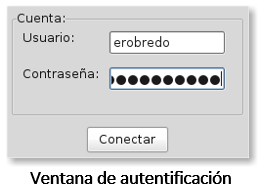 Cuenta:
Usuario: erobredo
Contraseña: ●●●●●●●●●●
Conectar
Ventana de autentificación